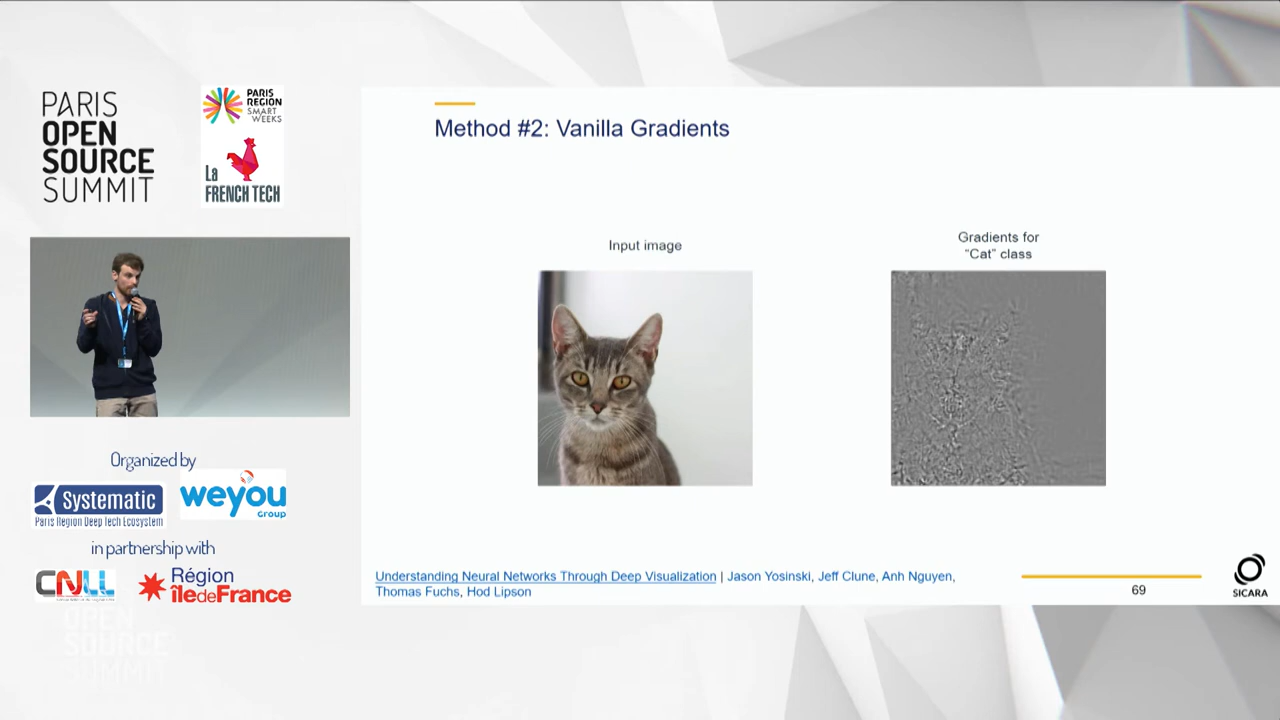 PARIS
OPEN
SOURCE
SUMMIT
PARIS
REGION
SMART
WEEKS
La
FRENCH TECH
Method #2: Vanilla Gradients
Input image
Gradients for
“Cat” class
Organized by
Systematic
Paris Region Deep Tech Ecosystem
weyou
GROUP
in partnership with
CNLL
Région
îledeFrance
Understanding Neural Networks Through Deep Visualization | Jason Yosinski, Jeff Clune, Anh Nguyen,
Thomas Fuchs, Hod Lipson
69
SICARA
OPEN
SOURCE
SUMMIT